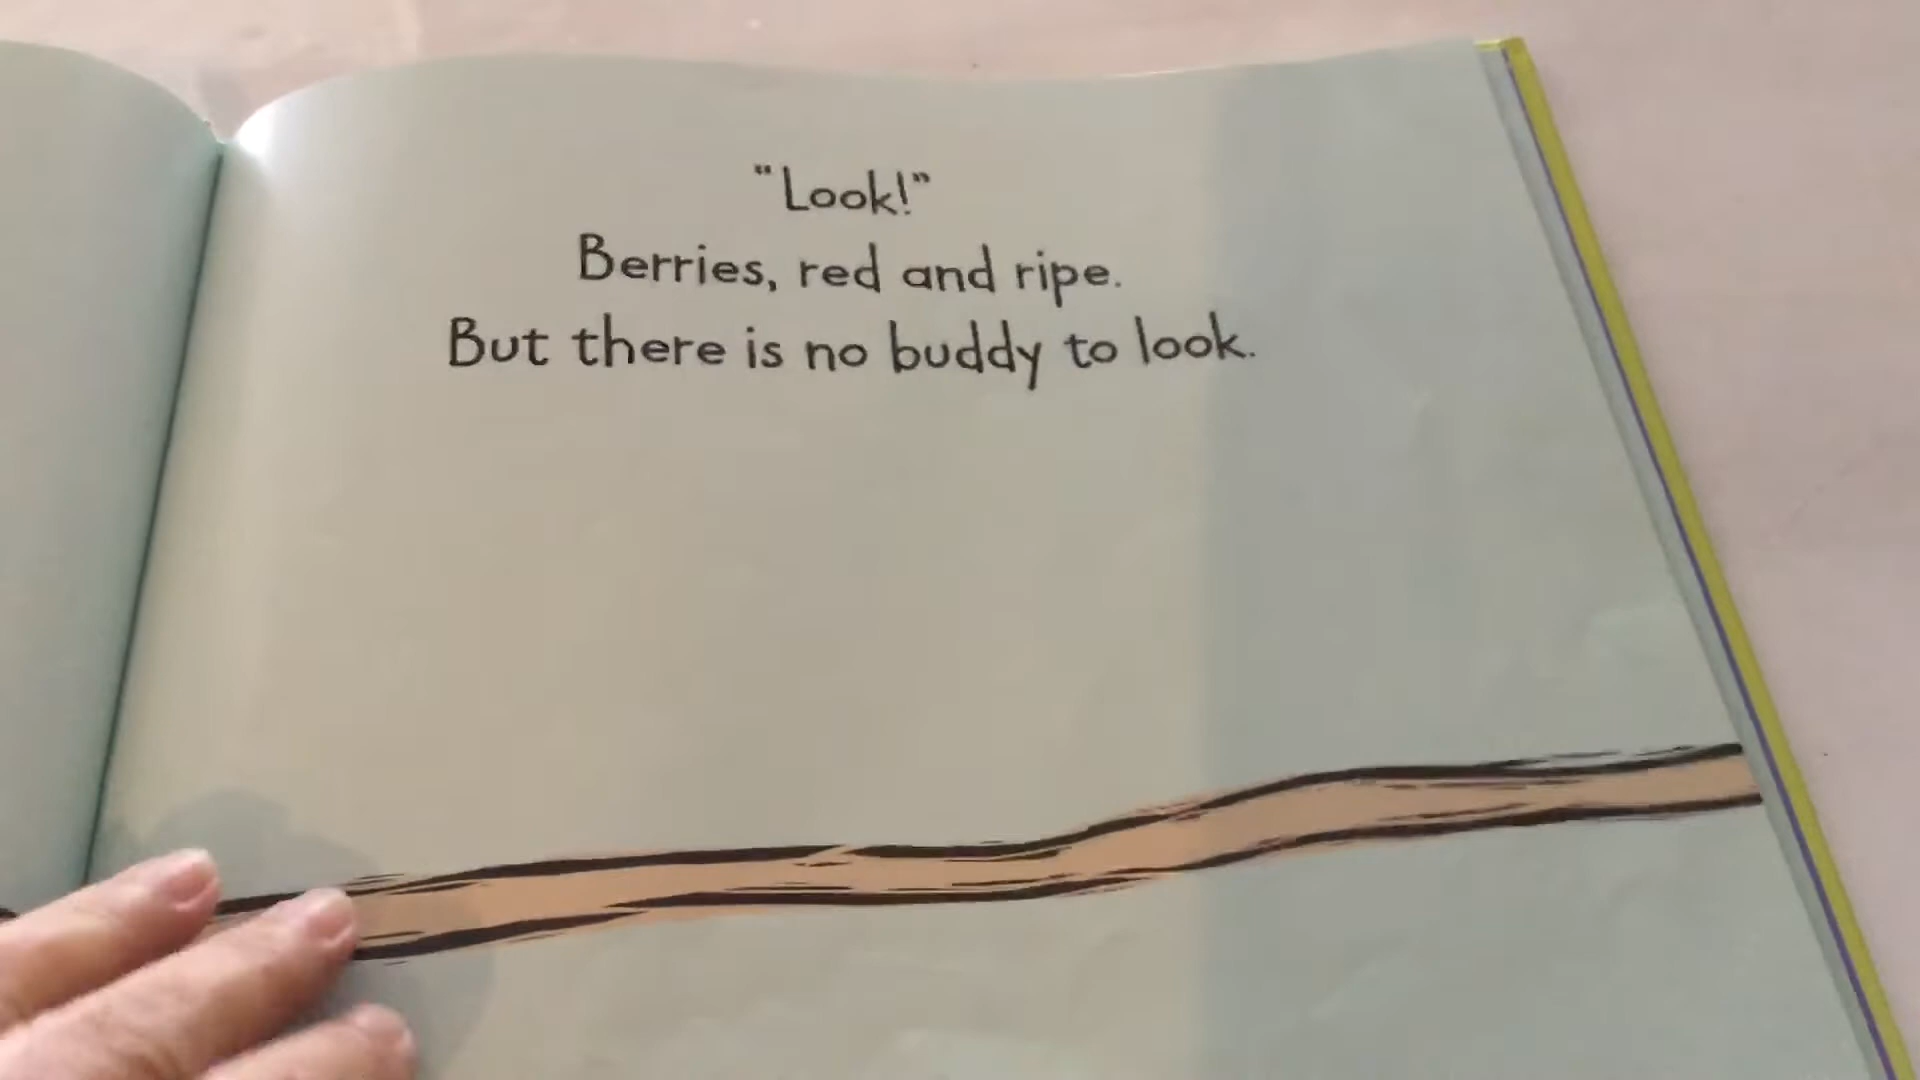 “Look!”
Berries, red and ripe.
But there is no buddy to look.